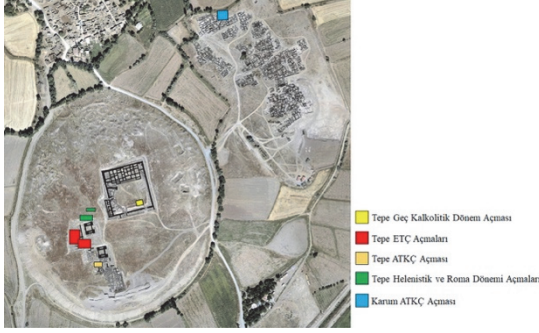 Tepe Geç Kalkolitik Dönem Açması
Tepe ETÇ Açmaları
Tepe ATKÇ Açması
Tepe Helenistik ve Roma Dönemi Açmaları
Karum ATKÇ Açması